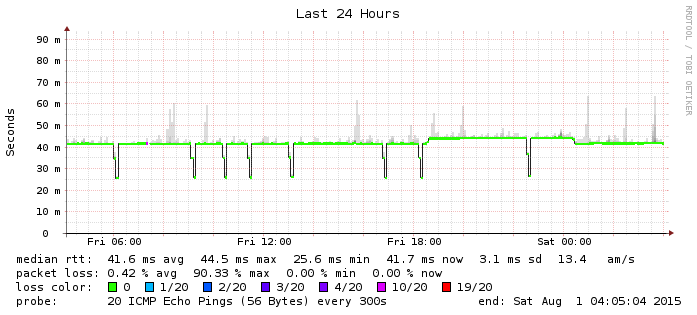 Last 24 Hours
RRDTOOL / TOBI OETIKER
Seconds
90 m
80 m
70 m
60 m
50 m
40 m
30 m
20 m
10 m
0
Fri 06:00 Fri 12:00 Fri 18:00 Sat 00:00
median rtt: 41.6 ms avg 44.5 ms max 25.6 ms min 41.7 ms now 3.1 ms sd 13.4 am/s
packet loss: 0.42 % avg 90.33 % max 0.00 % min 0.00 % now
loss color: 0 1/20 2/20 3/20 4/20 10/20 19/20
probe: 20 ICMP Echo Pings (56 Bytes) every 300s end: Sat Aug 1 04:05:04 2015